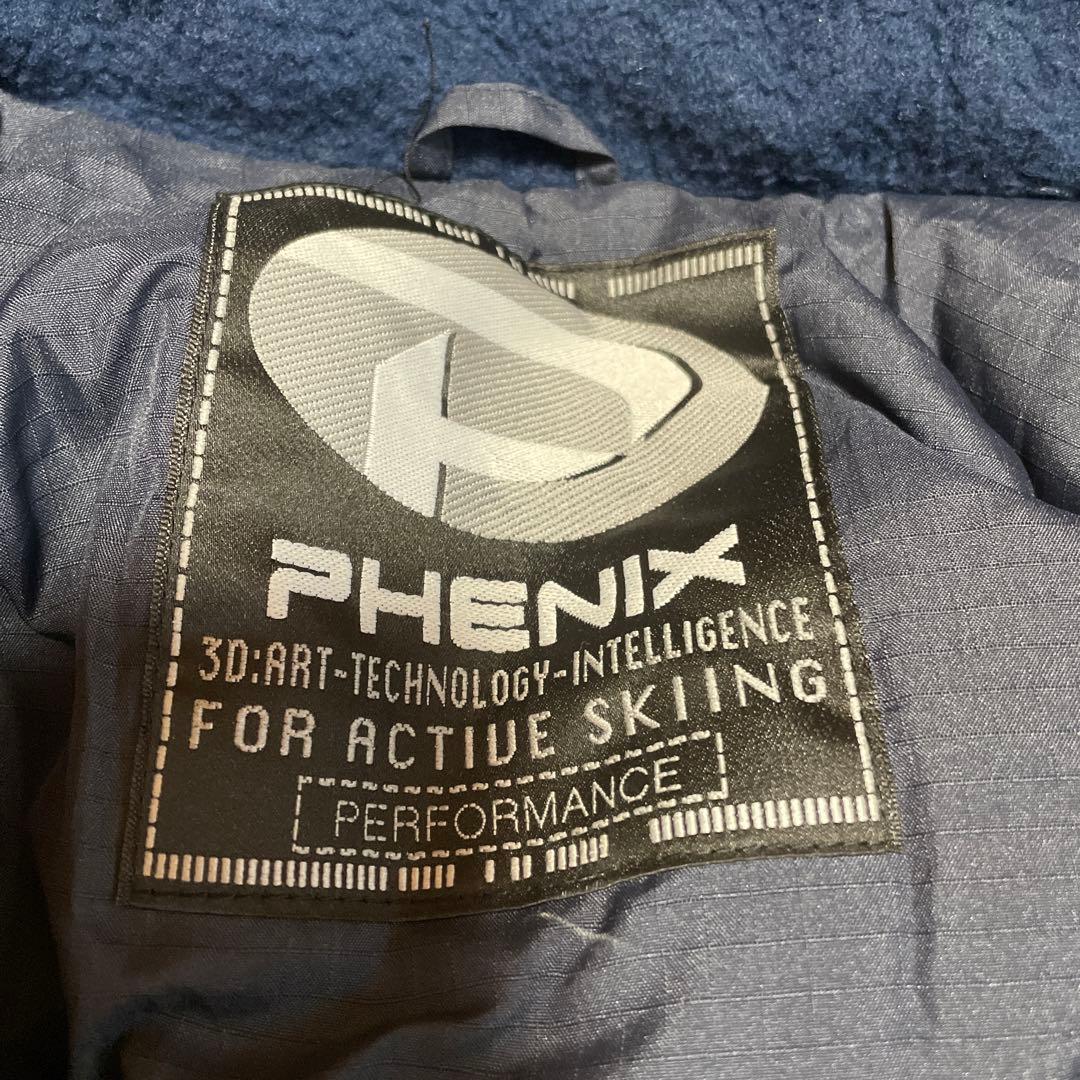 PHENIX
3D:ART-TECHNOLOGY-INTELLIGENCE
FOR ACTIVE SKIING
PERFORMANCE